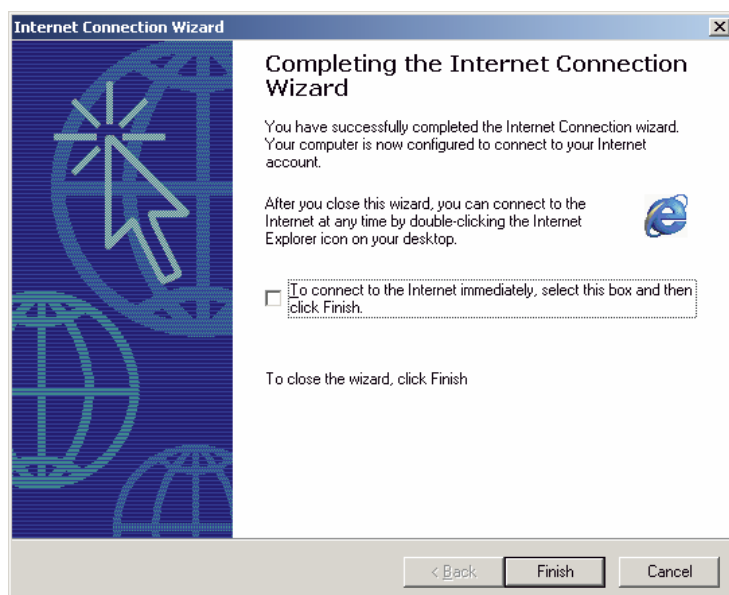 Internet Connection Wizard
Completing the Internet Connection
Wizard
You have successfully completed the Internet Connection wizard.
Your computer is now configured to connect to your Internet
account.
After you close this wizard, you can connect to the
Internet at any time by double-clicking the Internet
Explorer icon on your desktop.
To connect to the Internet immediately, select this box and then
click Finish.
To close the wizard, click Finish
< Back
Finish
Cancel